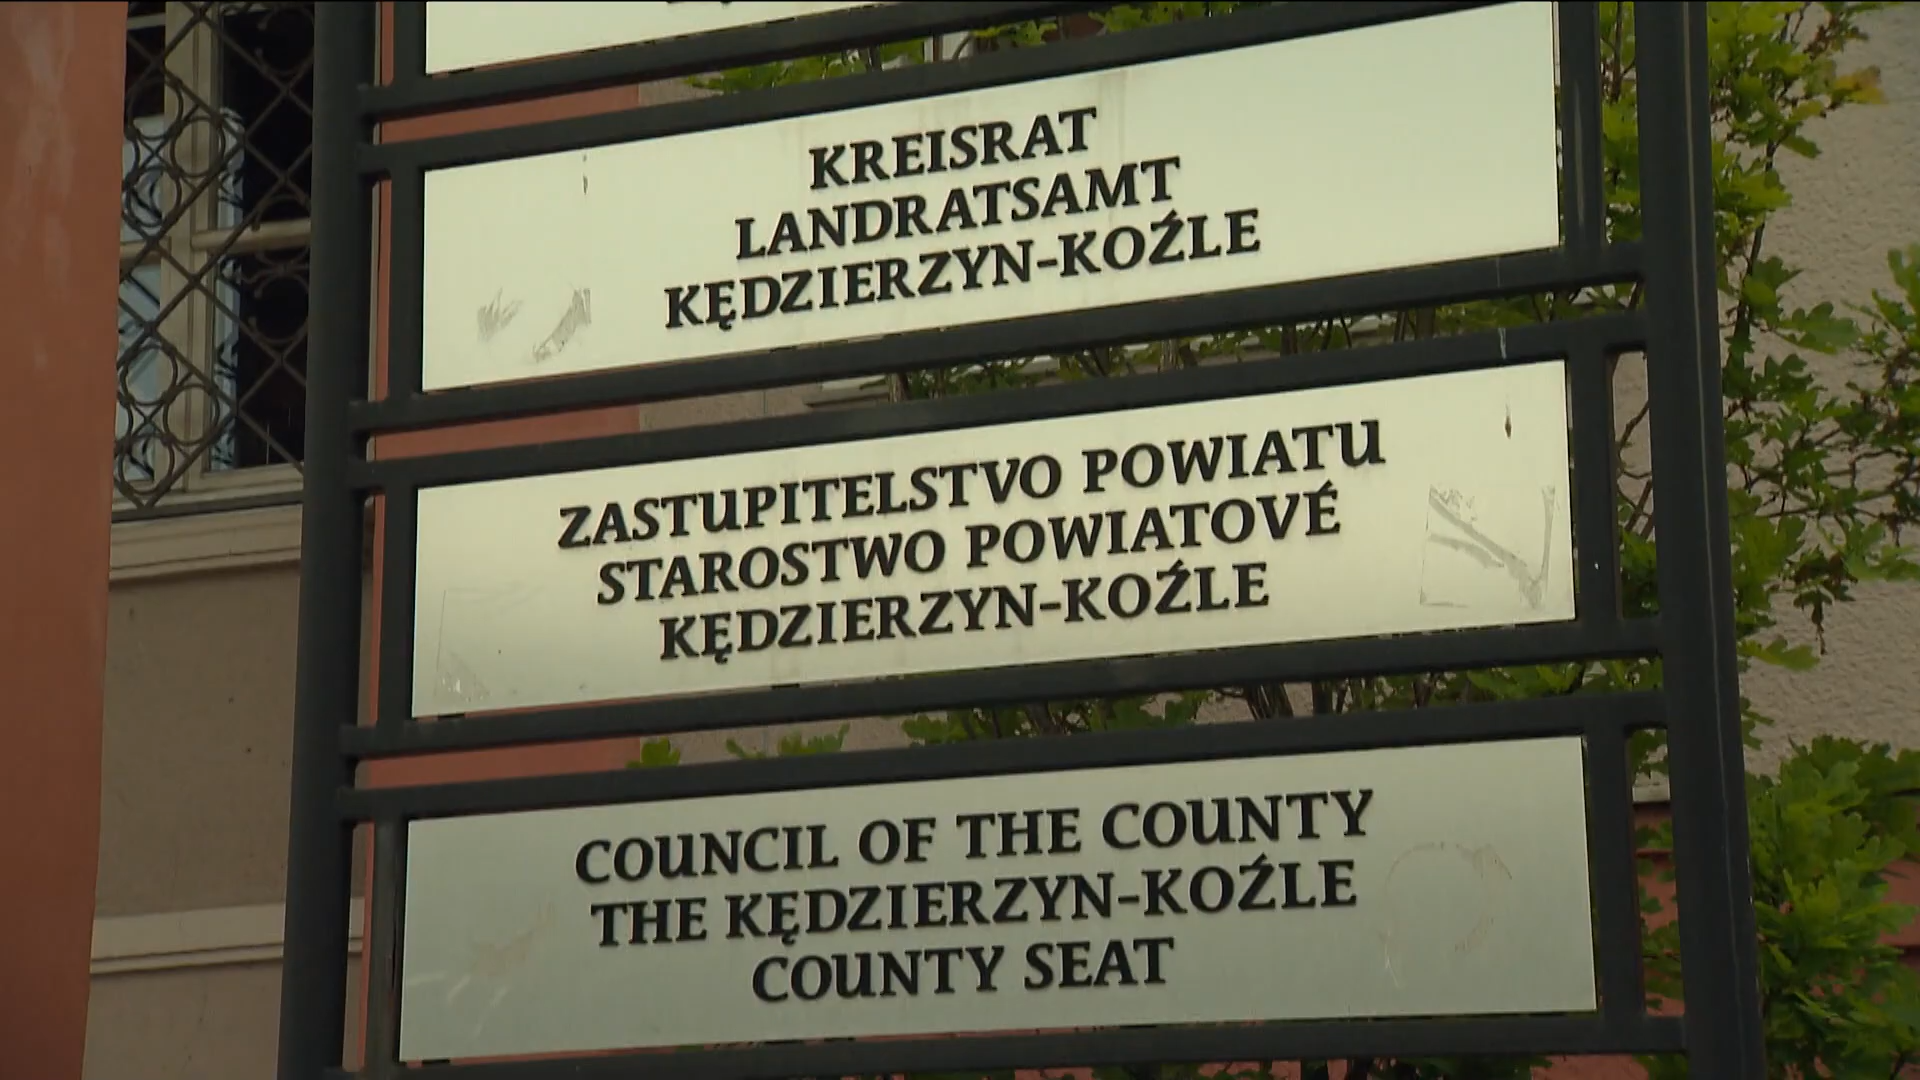 KREISRAT
LANDRATSAMT
KĘDZIERZYN-KOŹLE
ZASTUPITELSTVO POWIATU
STAROSTWO POWIATOVÉ
KĘDZIERZYN-KOŹLE
COUNCIL OF THE COUNTY
THE KĘDZIERZYN-KOŹLE
COUNTY SEAT